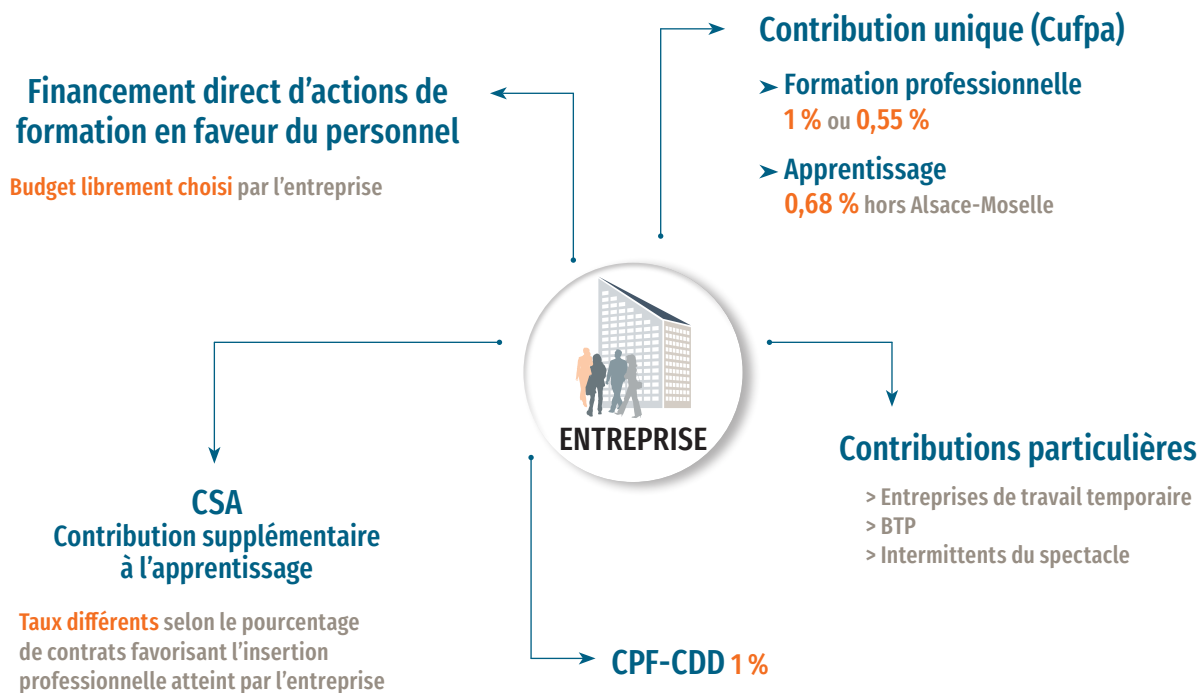 Financement direct d’actions de
formation en faveur du personnel
Budget librement choisi par l’entreprise
Contribution unique (Cufpa)
➤ Formation professionnelle
1 % ou 0,55 %
➤ Apprentissage
0,68 % hors Alsace-Moselle
ENTREPRISE
CSA
Contribution supplémentaire
à l’apprentissage
Taux différents selon le pourcentage
de contrats favorisant l’insertion
professionnelle atteint par l’entreprise
CPF-CDD 1 %
Contributions particulières
> Entreprises de travail temporaire
> BTP
> Intermittents du spectacle